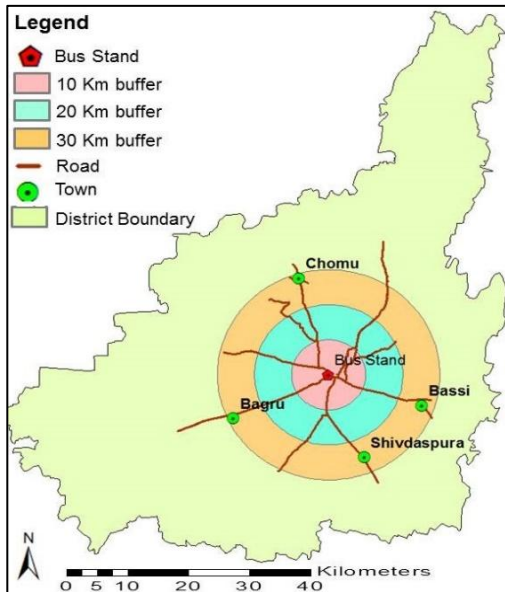 Legend
Bus Stand
10 Km buffer
20 Km buffer
30 Km buffer
Road
Town
District Boundary
Chomu
Bus Stand
Bassi
Bagru
Shivdaspura
N
Kilometers
0 5 10 20 30 40